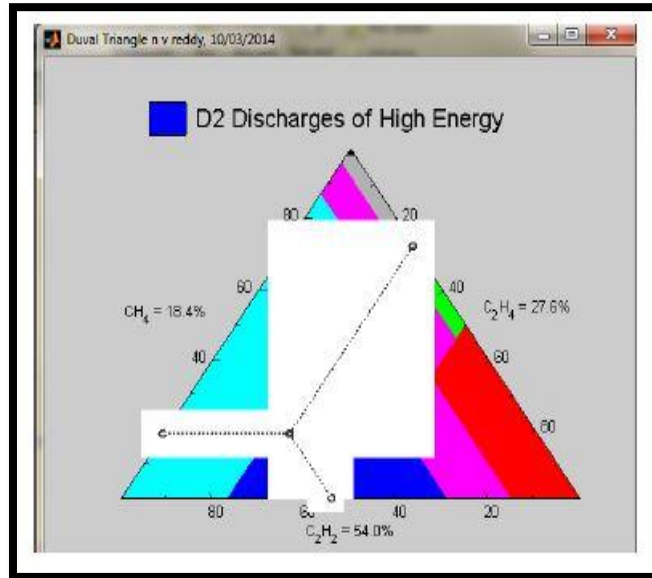 Duval Triangle n v reddy, 10/03/2014
D2 Discharges of High Energy
80
20
60
40
CH4 = 18.4%
C2H4 = 27.6%
40
60
80
80
40
20
C2H2 = 54.0%